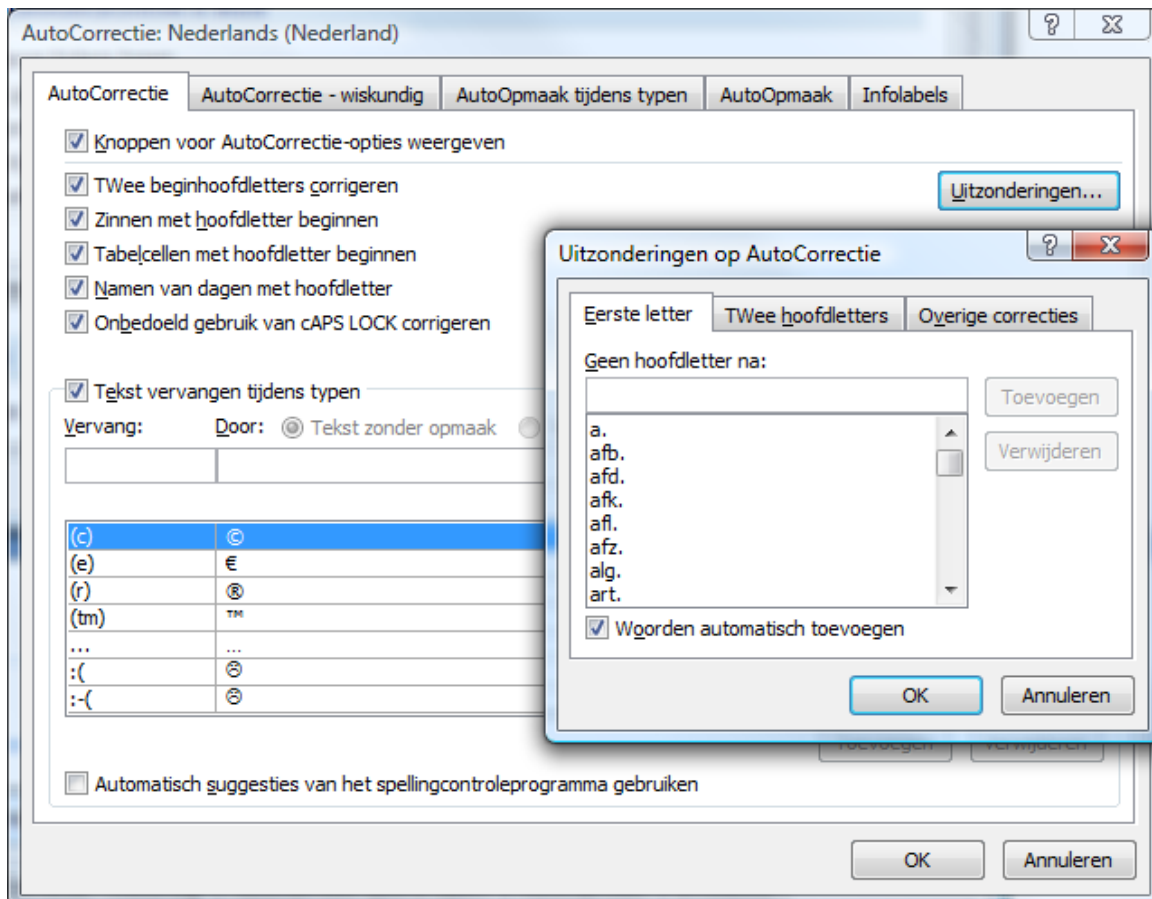 AutoCorrectie: Nederlands (Nederland)
AutoCorrectie
AutoCorrectie - wiskundig
AutoOpmaak tijdens typen
AutoOpmaak
Infolabels
Knoppen voor AutoCorrectie-opties weergeven
TWee beginhoofdletters corrigeren
Uitzonderingen...
Zinnen met hoofdletter beginnen
Tabelcellen met hoofdletter beginnen
Namen van dagen met hoofdletter
Onbedoeld gebruik van cAPS LOCK corrigeren
Tekst vervangen tijdens typen
Vervang:
Door:
Tekst zonder opmaak
(c) ©
(e) €
(r) ®
(tm) ™
... …
:( ☹
:-( ☹
Toevoegen
Verwijderen
Automatisch suggesties van het spellingcontroleprogramma gebruiken
OK
Annuleren
Uitzonderingen op AutoCorrectie
Eerste letter
TWee hoofdletters
Overige correcties
Geen hoofdletter na:
Toevoegen
Verwijderen
a.
afb.
afd.
afk.
afl.
afz.
alg.
art.
Woorden automatisch toevoegen
OK
Annuleren